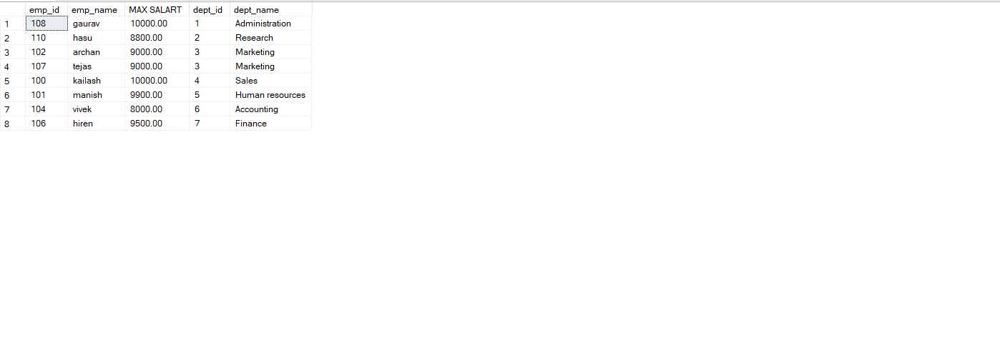 emp_id emp_name MAX SALART dept_id dept_name
1 108 gaurav 10000.00 1 Administration
2 110 hasu 8800.00 2 Research
3 102 archan 9000.00 3 Marketing
4 107 tejas 9000.00 3 Marketing
5 100 kailash 10000.00 4 Sales
6 101 manish 9900.00 5 Human resources
7 104 vivek 8000.00 6 Accounting
8 106 hiren 9500.00 7 Finance